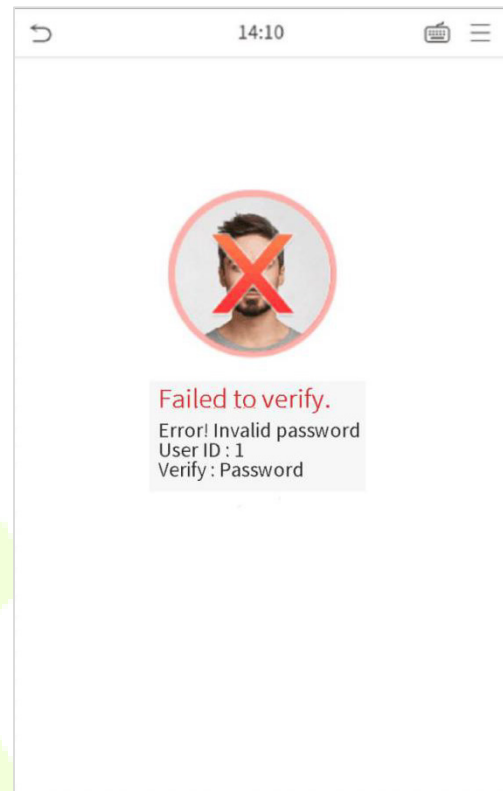 14:10
Failed to verify.
Error! Invalid password
User ID : 1
Verify : Password